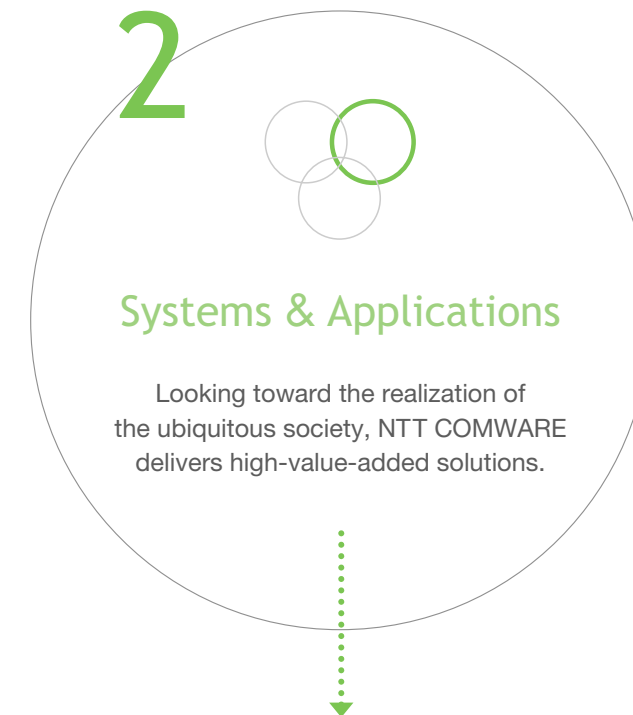 2
Systems & Applications
Looking toward the realization of
the ubiquitous society, NTT COMWARE
delivers high-value-added solutions.